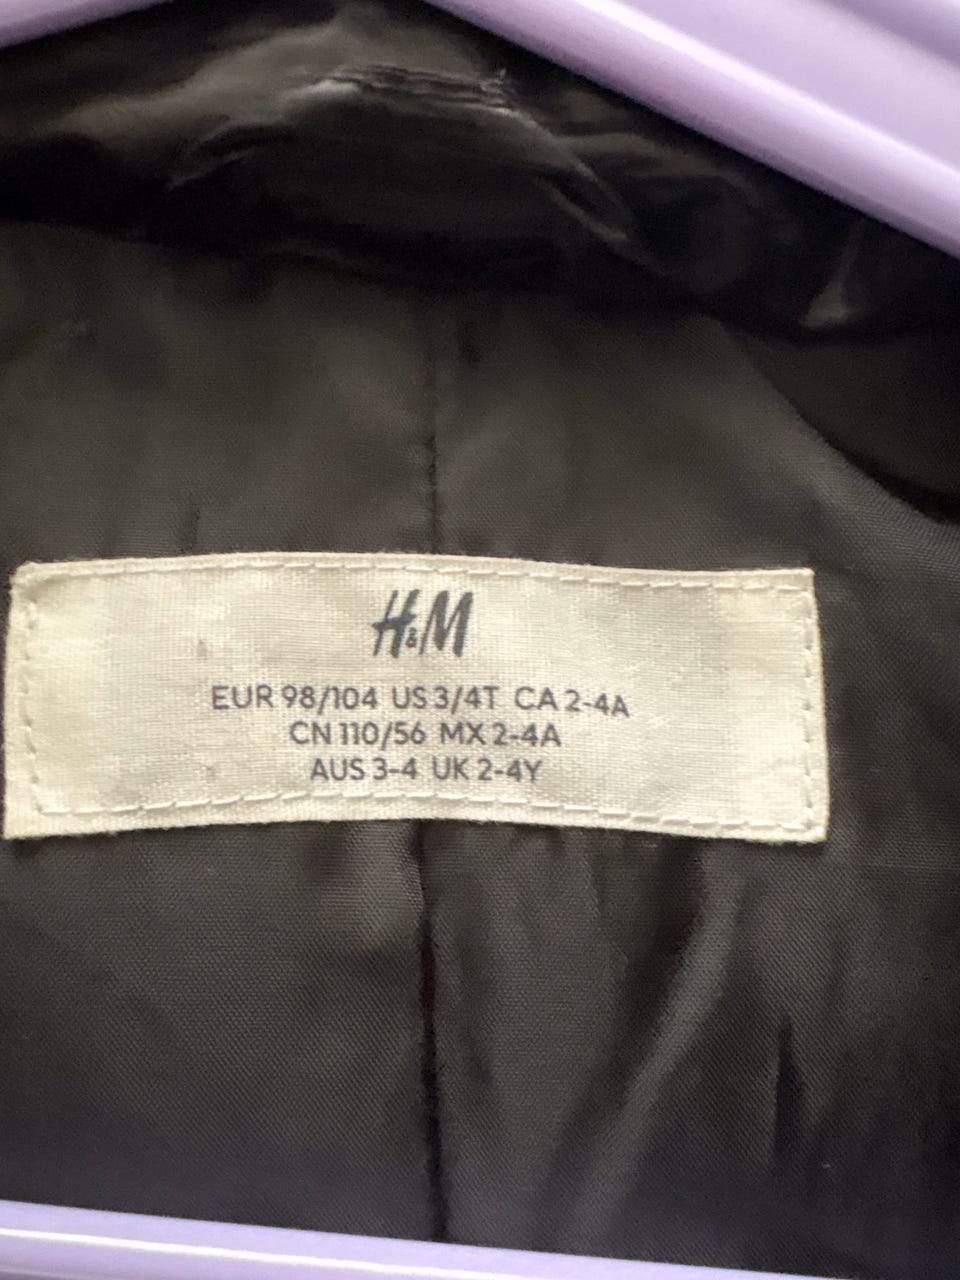 H&M
EUR 98/104 US 3/4T CA 2-4A
CN 110/56 MX 2-4A
AUS 3-4 UK 2-4Y